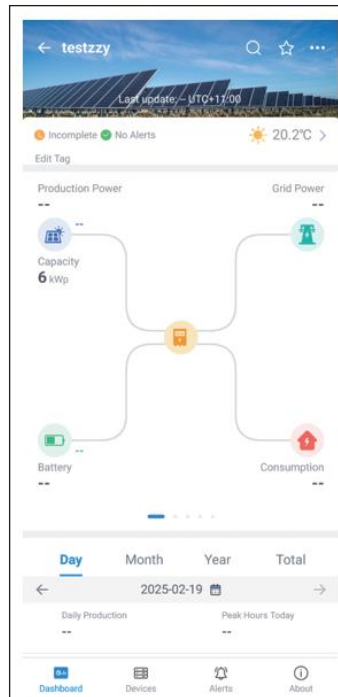 testzzy
Last update: -- UTC+11:00
Incomplete No Alerts 20.2℃
Edit Tag
Production Power Grid Power
-- --
--
Capacity
6 kWp
--
Battery Consumption
-- --
Day Month Year Total
2025-02-19
Daily Production Peak Hours Today
-- --
Dashboard Devices Alerts About